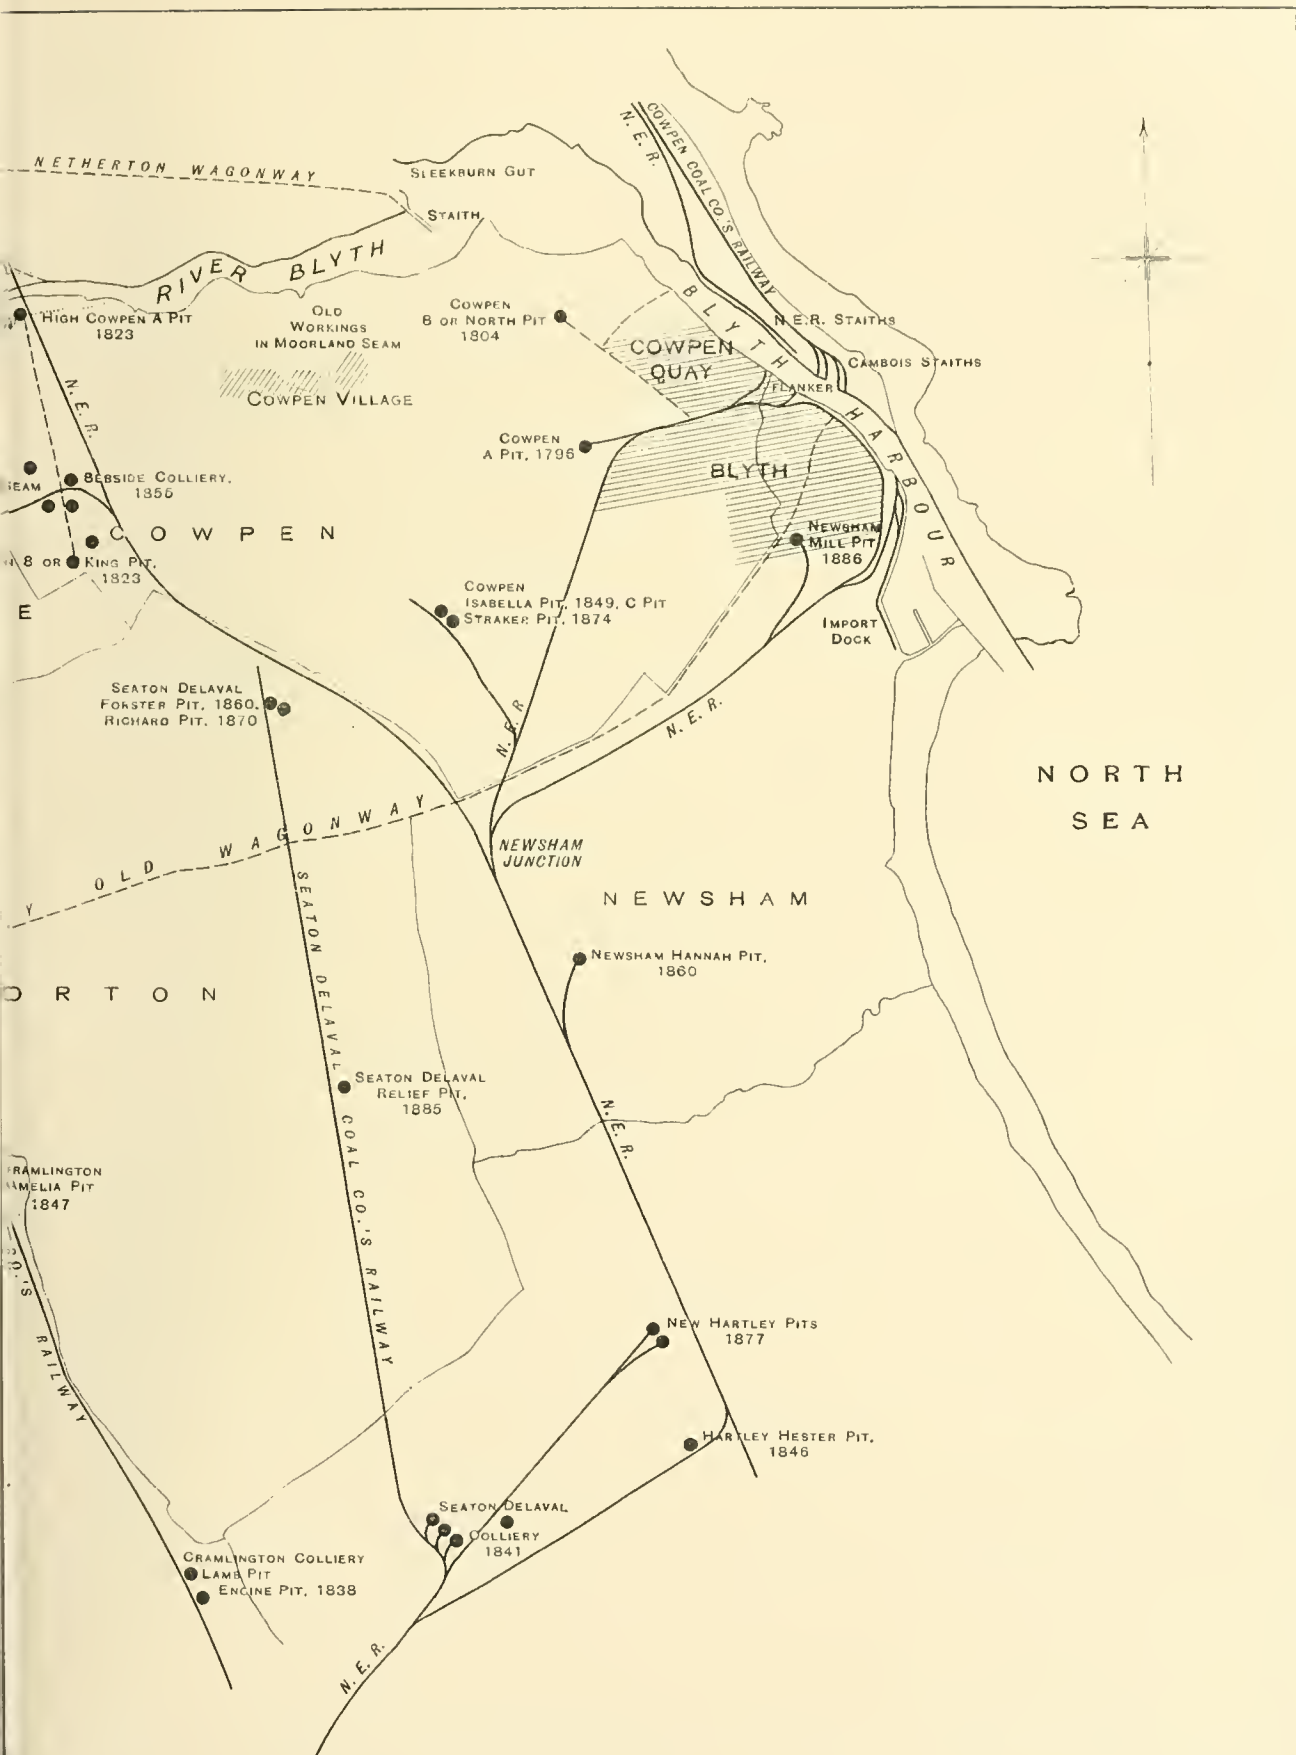 COWPEN COAL CO.'S RAILWAY
N. E. R.
NETHERTON WAGONWAY
SLEEKBURN GUT
STAITH
RIVER BLYTH
BLYTH HARBOUR
HIGH COWPEN A PIT
1823
OLD
WORKINGS
IN MOORLAND SEAM
COWPEN
B OR NORTH PIT
1804
N.E.R. STAITHS
CAMBOIS STAITHS
COWPEN
QUAY
FLANKER
COWPEN VILLAGE
N. E. R.
COWPEN
A PIT, 1796
BLYTH
SEAM
BEBSIDE COLLIERY,
1855
COWPEN
NEWSHAM
MILL PIT
1886
B OR KING PIT,
1823
E
COWPEN
ISABELLA PIT, 1849, C PIT
STRAKER PIT, 1874
IMPORT
DOCK
SEATON DELAVAL
FORSTER PIT, 1860,
RICHARD PIT, 1870
N. E. R
N. E. R.
NORTH
SEA
Y OLD WAGONWAY
NEWSHAM
JUNCTION
NEWSHAM
SEATON DELAVAL COAL CO.'S RAILWAY
NEWSHAM HANNAH PIT,
1860
ORTON
SEATON DELAVAL
RELIEF PIT,
1885
N. E. R.
RAMLINGTON
AMELIA PIT
1847
CO.'S RAILWAY
NEW HARTLEY PITS
1877
HARTLEY HESTER PIT,
1846
SEATON DELAVAL
COLLIERY
1841
CRAMLINGTON COLLIERY
LAMB PIT
ENGINE PIT, 1838
N. E. R.